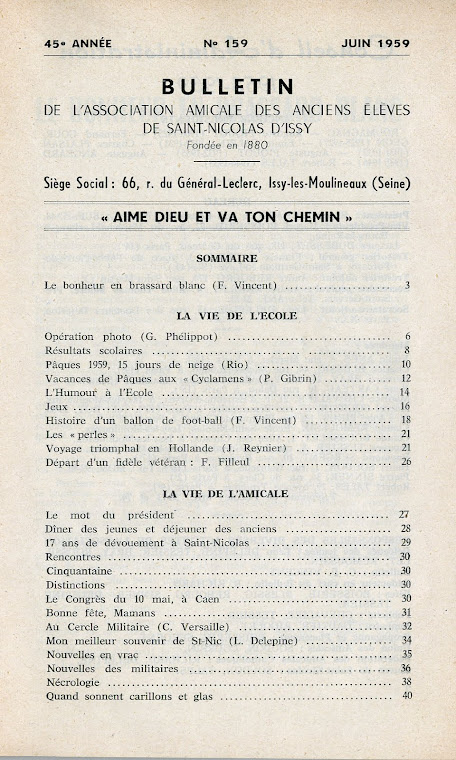 45e ANNÉE No 159 JUIN 1959
BULLETIN
DE L'ASSOCIATION AMICALE DES ANCIENS ÉLÈVES
DE SAINT-NICOLAS D'ISSY
Fondée en 1880
Siège Social : 66, r. du Général-Leclerc, Issy-les-Moulineaux (Seine)
« AIME DIEU ET VA TON CHEMIN »
SOMMAIRE
Le bonheur en brassard blanc (F. Vincent) .................... 3
LA VIE DE L'ECOLE
Opération photo (G. Phélippot) .................... 6
Résultats scolaires .................... 8
Pâques 1959, 15 jours de neige (Rio) .................... 10
Vacances de Pâques aux « Cyclamens » (P. Gibrin) .................... 12
L'Humour à l'Ecole .................... 14
Jeux .................... 16
Histoire d'un ballon de foot-ball (F. Vincent) .................... 18
Les « perles » .................... 21
Voyage triomphal en Hollande (J. Reynier) .................... 21
Départ d'un fidèle vétéran : F. Filleul .................... 26
LA VIE DE L'AMICALE
Le mot du président .................... 27
Dîner des jeunes et déjeuner des anciens .................... 28
17 ans de dévouement à Saint-Nicolas .................... 29
Rencontres .................... 30
Cinquantaine .................... 30
Distinctions .................... 30
Le Congrès du 10 mai, à Caen .................... 30
Bonne fête, Mamans .................... 31
Au Cercle Militaire (C. Versaille) .................... 32
Mon meilleur souvenir de St-Nic (L. Delepine) .................... 34
Nouvelles en vrac .................... 35
Nouvelles des militaires .................... 36
Nécrologie .................... 38
Quand sonnent carillons et glas .................... 40